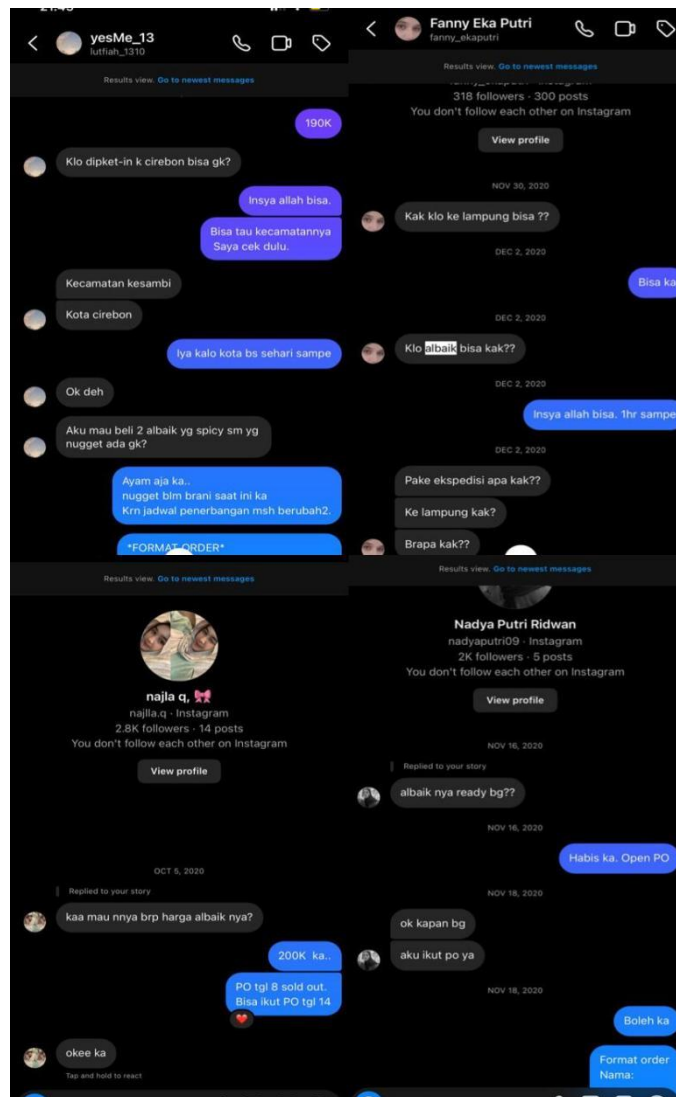 yesMe_13
lutfiah_1310
Results view. Go to newest messages
190K
Klo dipket-in k cirebon bisa gk?
Insya allah bisa.
Bisa tau kecamatannya
Saya cek dulu.
Kecamatan kesambi
Kota cirebon
Iya kalo kota bs sehari sampe
Ok deh
Aku mau beli 2 albaik yg spicy sm yg
nugget ada gk?
Ayam aja ka..
nugget blm brani saat ini ka
Krn jadwal penerbangan msh berubah2.
*FORMAT ORDER*
Fanny Eka Putri
fanny_ekaputri
Results view. Go to newest messages
318 followers · 300 posts
You don't follow each other on Instagram
View profile
NOV 30, 2020
Kak klo ke lampung bisa ??
DEC 2, 2020
Bisa ka
DEC 2, 2020
Klo albaik bisa kak??
DEC 2, 2020
Insya allah bisa. 1hr sampe
DEC 2, 2020
Pake ekspedisi apa kak??
Ke lampung kak?
Brapa kak??
Results view. Go to newest messages
najla q,
najlla.q · Instagram
2.8K followers · 14 posts
You don't follow each other on Instagram
View profile
OCT 5, 2020
Replied to your story
kaa mau nnya brp harga albaik nya?
200K ka..
PO tgl 8 sold out.
Bisa ikut PO tgl 14
okee ka
Tap and hold to react
Results view. Go to newest messages
Nadya Putri Ridwan
nadyaputri09 · Instagram
2K followers · 5 posts
You don't follow each other on Instagram
View profile
NOV 16, 2020
Replied to your story
albaik nya ready bg??
NOV 16, 2020
Habis ka. Open PO
NOV 18, 2020
ok kapan bg
aku ikut po ya
NOV 18, 2020
Boleh ka
Format order
Nama: